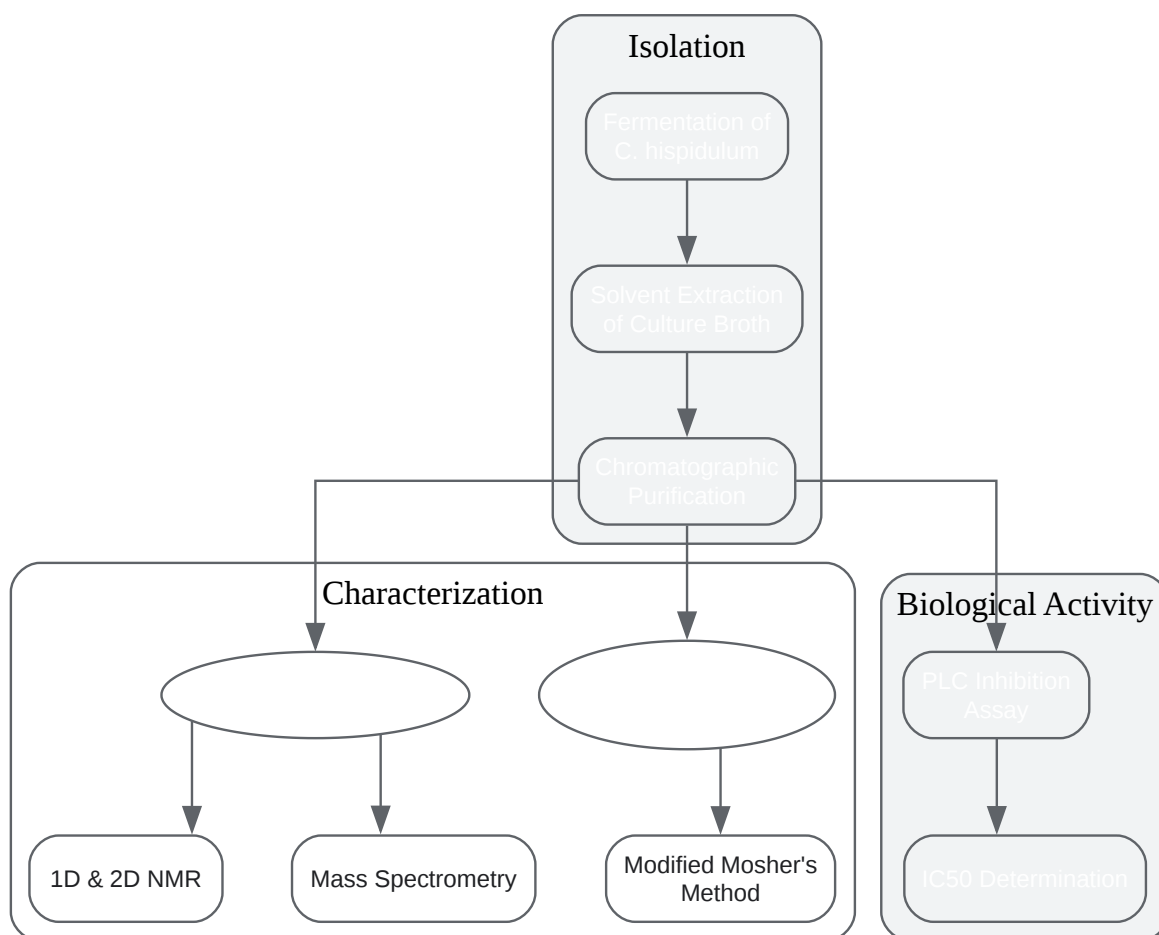 Isolation
Fermentation of
C. hispidulum
Solvent Extraction
of Culture Broth
Chromatographic
Purification
Characterization
Biological Activity
PLC Inhibition
Assay
1D & 2D NMR
Mass Spectrometry
Modified Mosher's
Method
IC50 Determination